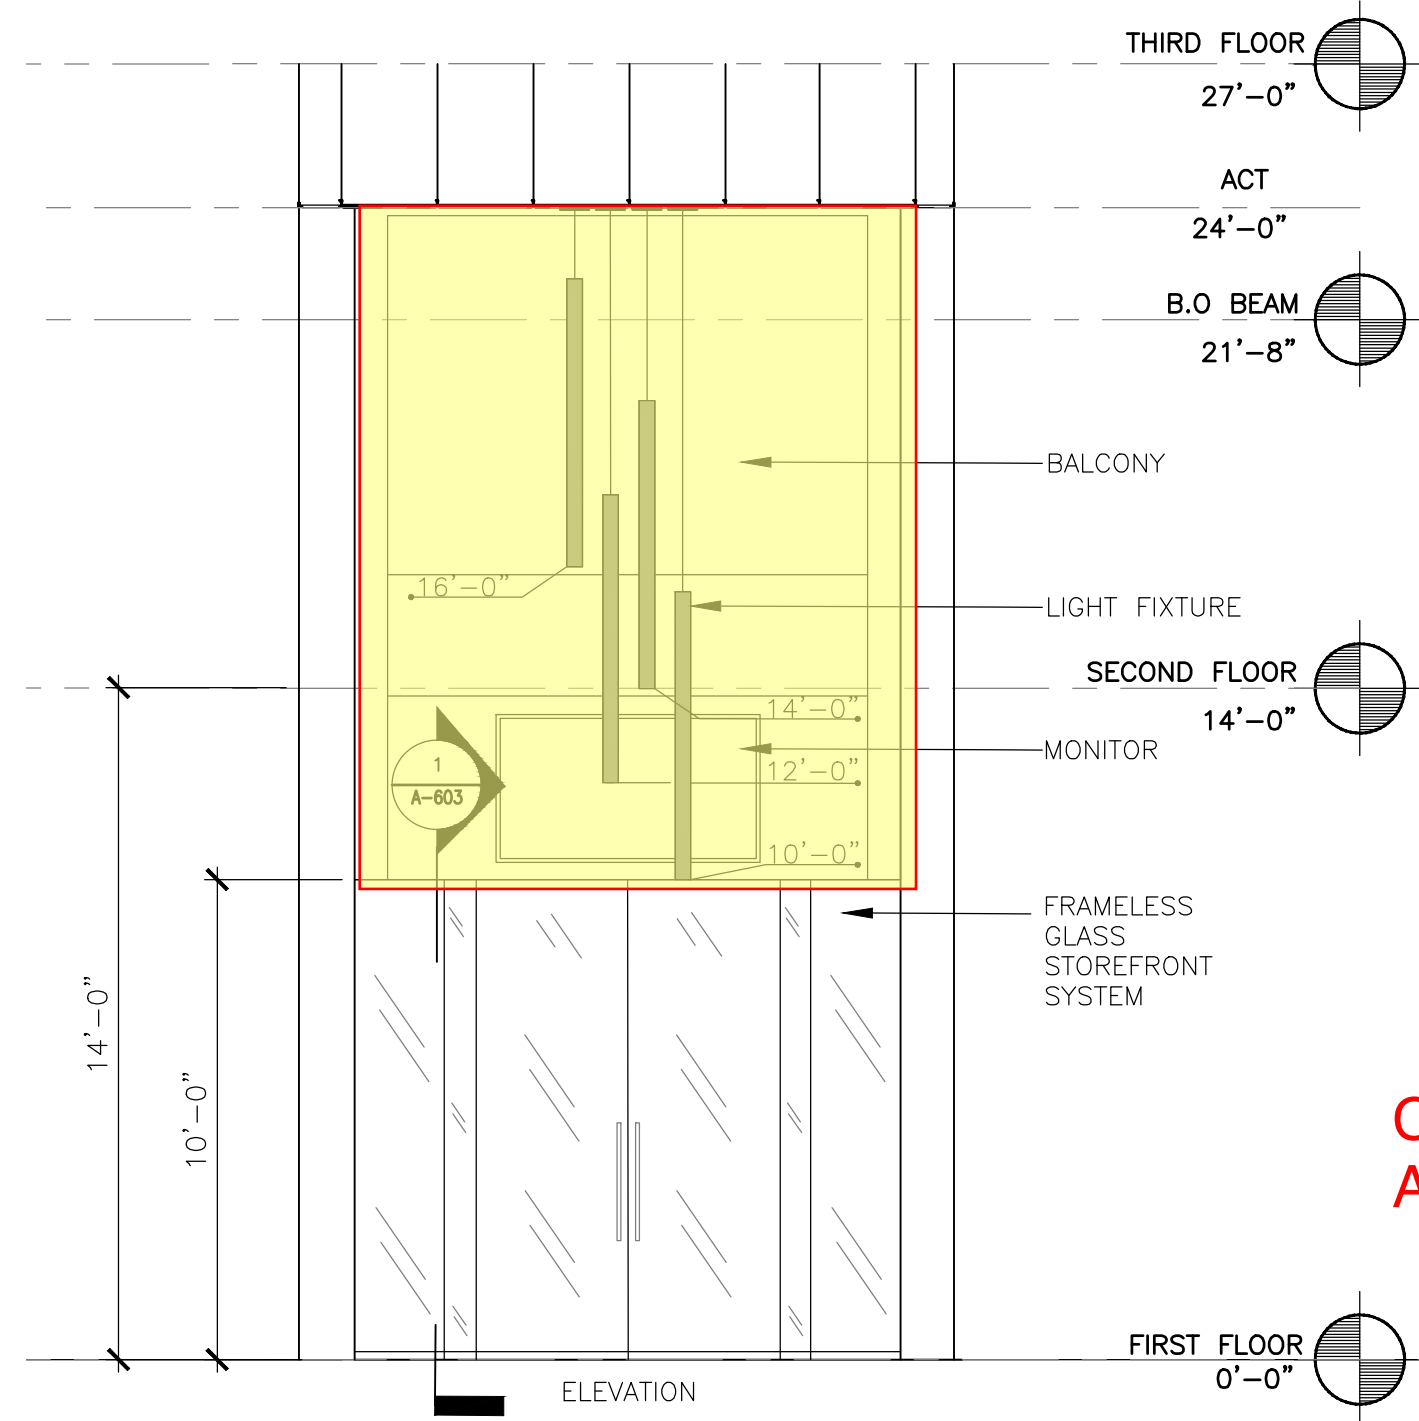 THIRD FLOOR
27'-0"
ACT
24'-0"
B.O BEAM
21'-8"
BALCONY
16'-0"
LIGHT FIXTURE
SECOND FLOOR
14'-0"
14'-0"
MONITOR
12'-0"
1
A-603
10'-0"
FRAMELESS
GLASS
STOREFRONT
SYSTEM
14'-0"
10'-0"
FIRST FLOOR
0'-0"
ELEVATION